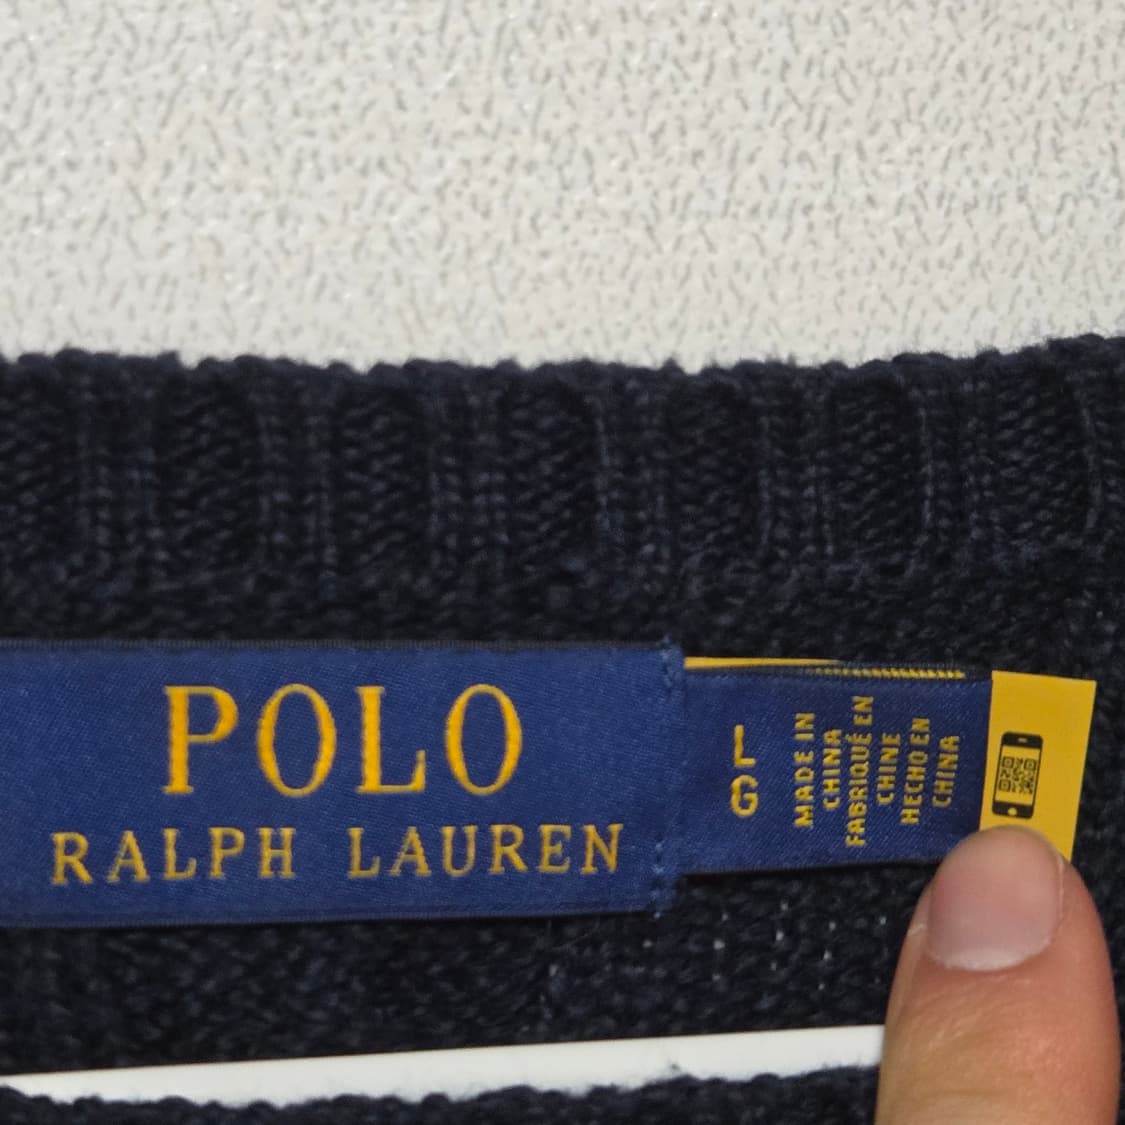 POLO
RALPH LAUREN
L
G
MADE IN
CHINA
FABRIQUÉ EN
CHINE
HECHO EN
CHINA